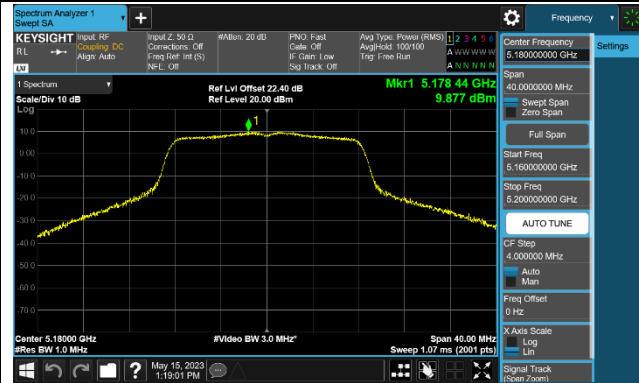 Spectrum Analyzer 1
Swept SA
Frequency
KEYSIGHT
Input: RF
Input Z: 50 Ω
#Atten: 20 dB
PNO: Fast
Avg Type: Power (RMS)
1 2 3 4 5 6
RL
Coupling: DC
Corrections: Off
Gate: Off
Avg|Hold: 100/100
A W W W W W
Align: Auto
Freq Ref: Int (S)
IF Gain: Low
Trig: Free Run
NFE: Off
Sig Track: Off
A N N N N N
LXI
1 Spectrum
Scale/Div 10 dB
Ref Lvl Offset 22.40 dB
Ref Level 20.00 dBm
Mkr1 5.178 44 GHz
9.877 dBm
Log
1
10.0
0.00
-10.0
-20.0
-30.0
-40.0
-50.0
-60.0
-70.0
Center 5.18000 GHz
#Res BW 1.0 MHz
#Video BW 3.0 MHz*
Span 40.00 MHz
Sweep 1.07 ms (2001 pts)
Center Frequency
5.180000000 GHz
Settings
Span
40.0000000 MHz
Swept Span
Zero Span
Full Span
Start Freq
5.160000000 GHz
Stop Freq
5.200000000 GHz
AUTO TUNE
CF Step
4.000000 MHz
Auto
Man
Freq Offset
0 Hz
X Axis Scale
Log
Lin
Signal Track
(Span Zoom)
May 15, 2023
1:19:01 PM